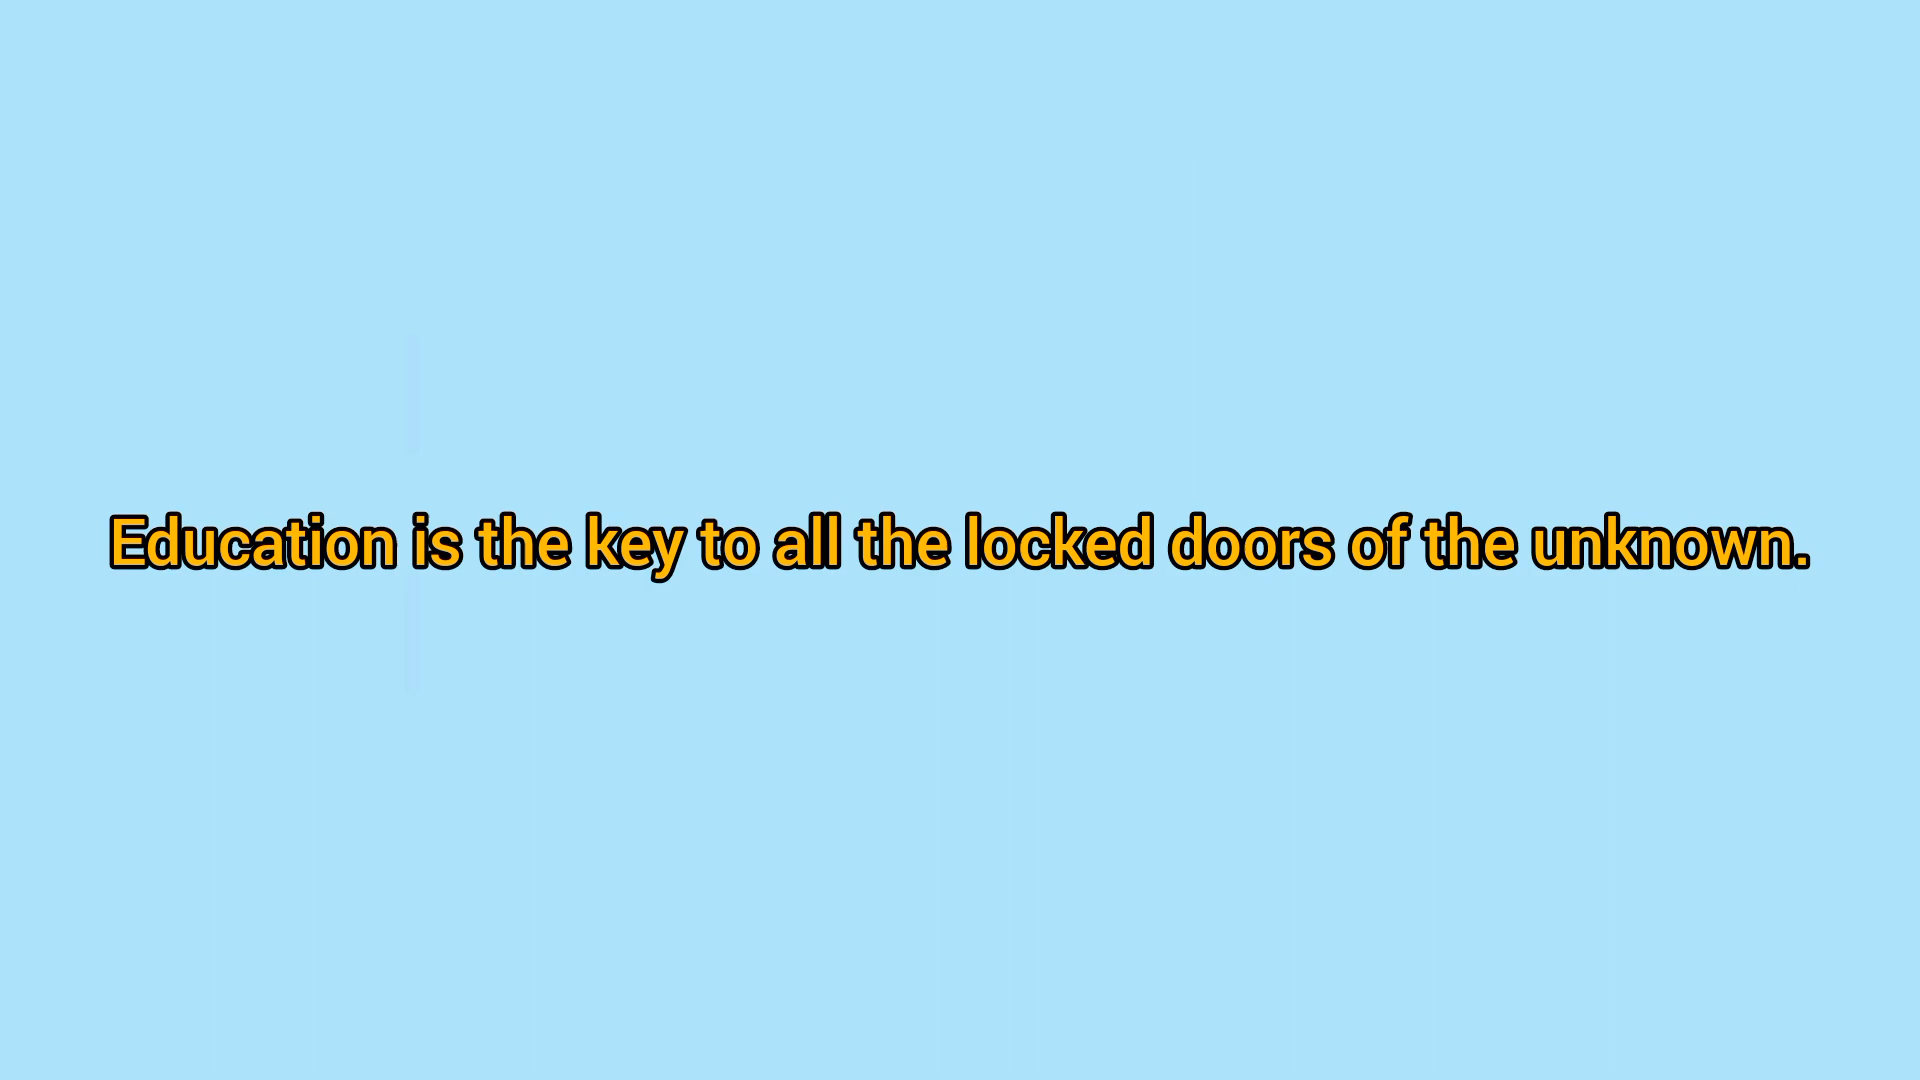 Education is the key to all the locked doors of the unknown.